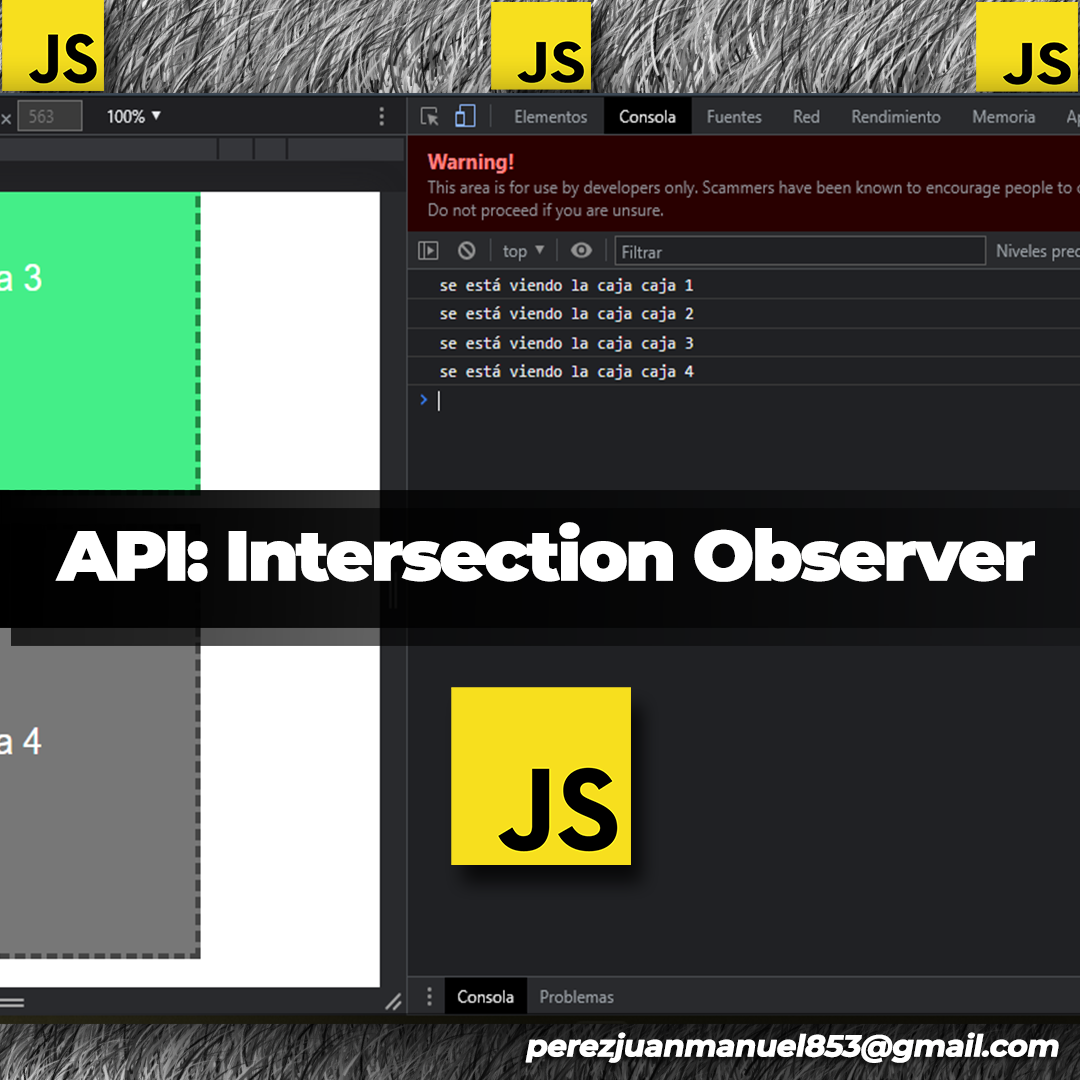 JS
JS
JS
× 563 100% ▼
Elementos Consola Fuentes Red Rendimiento Memoria
Warning!
This area is for use by developers only. Scammers have been known to encourage people to
Do not proceed if you are unsure.
top ▼ Filtrar Niveles
se está viendo la caja caja 1
se está viendo la caja caja 2
se está viendo la caja caja 3
se está viendo la caja caja 4
a 3
API: Intersection Observer
a 4
JS
Consola Problemas
perezjuanmanuel853@gmail.com